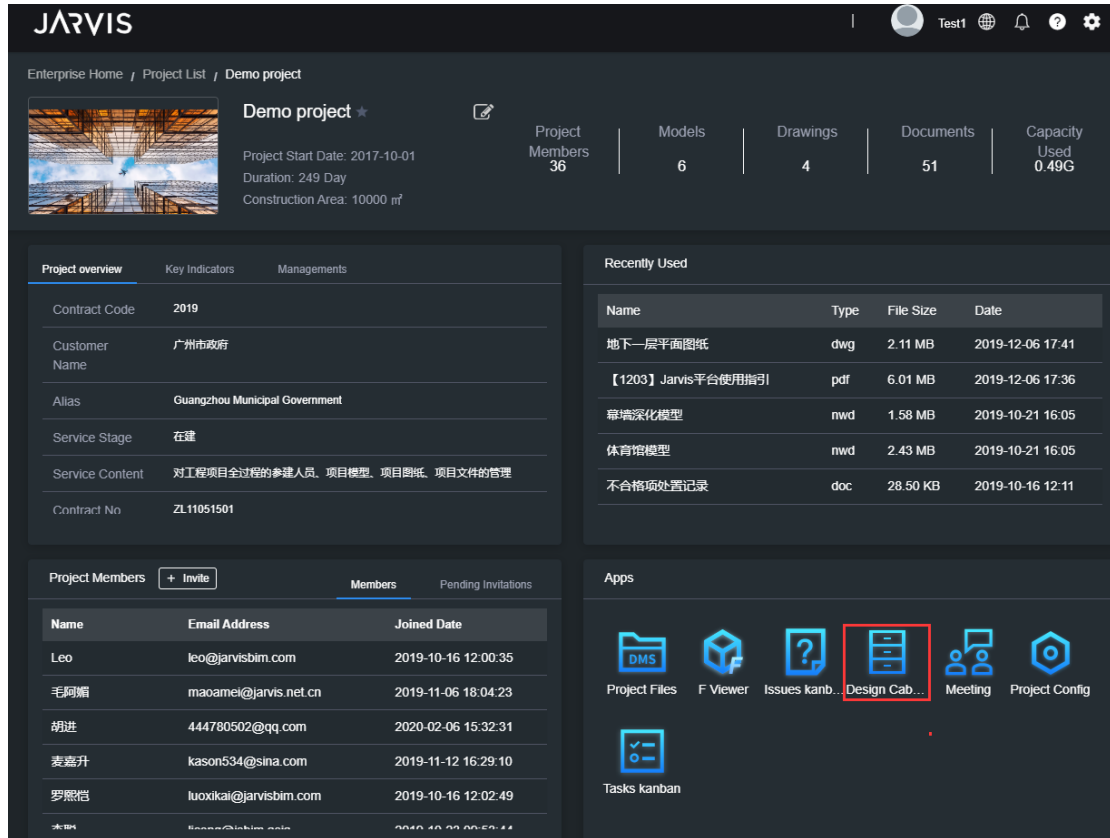 JARVIS
Test1
Enterprise Home / Project List / Demo project
Demo project
Project Start Date: 2017-10-01
Duration: 249 Day
Construction Area: 10000 ㎡
Project Members
36
Models
6
Drawings
4
Documents
51
Capacity Used
0.49G
Project overview Key Indicators Managements
Contract Code 2019
Customer Name 广州市政府
Alias Guangzhou Municipal Government
Service Stage 在建
Service Content 对工程项目全过程的参建人员、项目模型、项目图纸、项目文件的管理
Contract No ZL11051501
Recently Used
Name Type File Size Date
地下一层平面图纸 dwg 2.11 MB 2019-12-06 17:41
【1203】Jarvis平台使用指引 pdf 6.01 MB 2019-12-06 17:36
幕墙深化模型 nwd 1.58 MB 2019-10-21 16:05
体育馆模型 nwd 2.43 MB 2019-10-21 16:05
不合格项处置记录 doc 28.50 KB 2019-10-16 12:11
Project Members + Invite Members Pending Invitations
Name Email Address Joined Date
Leo leo@jarvisbim.com 2019-10-16 12:00:35
毛阿媚 maoamei@jarvis.net.cn 2019-11-06 18:04:23
胡进 444780502@qq.com 2020-02-06 15:32:31
麦嘉升 kason534@sina.com 2019-11-12 16:29:10
罗熙恺 luoxikai@jarvisbim.com 2019-10-16 12:02:49
Apps
DMS
Project Files F Viewer Issues kanb... Design Cab... Meeting Project Config
Tasks kanban